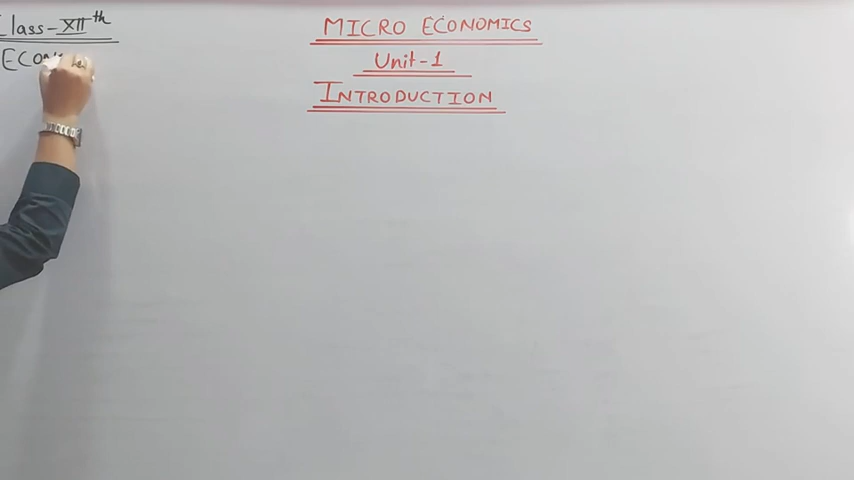 Class-XIIth
MICRO ECONOMICS
Unit-1
INTRODUCTION